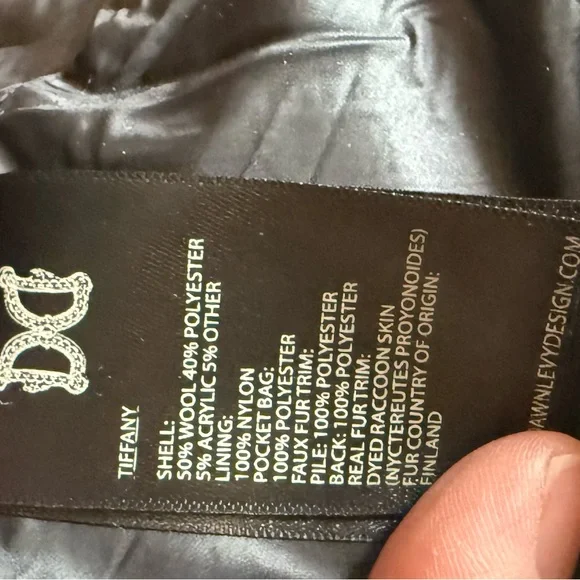 TIFFANY
SHELL:
50% WOOL 40% POLYESTER
5% ACRYLIC 5% OTHER
LINING:
100% NYLON
POCKET BAG:
100% POLYESTER
FAUX FUR TRIM:
PILE: 100% POLYESTER
BACK: 100% POLYESTER
REAL FUR TRIM:
DYED RACCOON SKIN
(NYCTEREUTES PROYONOIDES)
FUR COUNTRY OF ORIGIN:
FINLAND
AWNLEVYDESIGN.COM